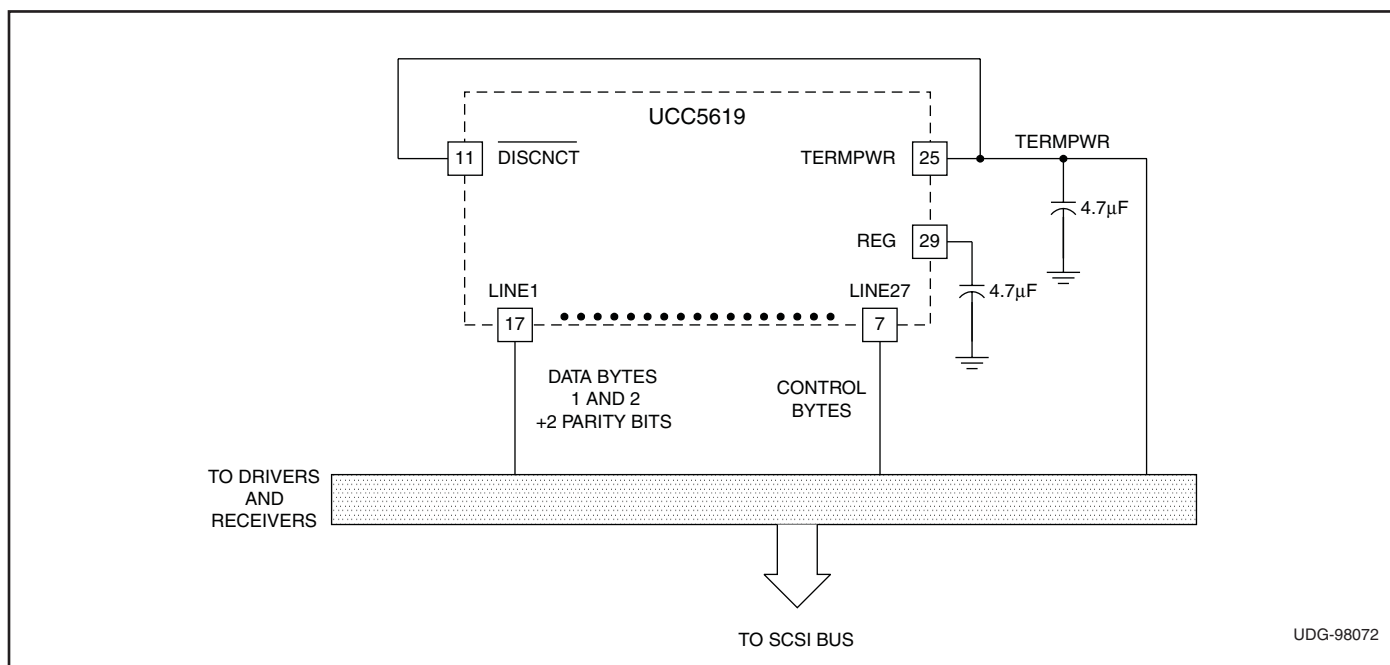 UCC5619
11
DISCNCT
TERMPWR
25
TERMPWR
4.7µF
REG
29
4.7µF
LINE1
LINE27
17
7
DATA BYTES
1 AND 2
+2 PARITY BITS
CONTROL
BYTES
TO DRIVERS
AND
RECEIVERS
TO SCSI BUS
UDG-98072